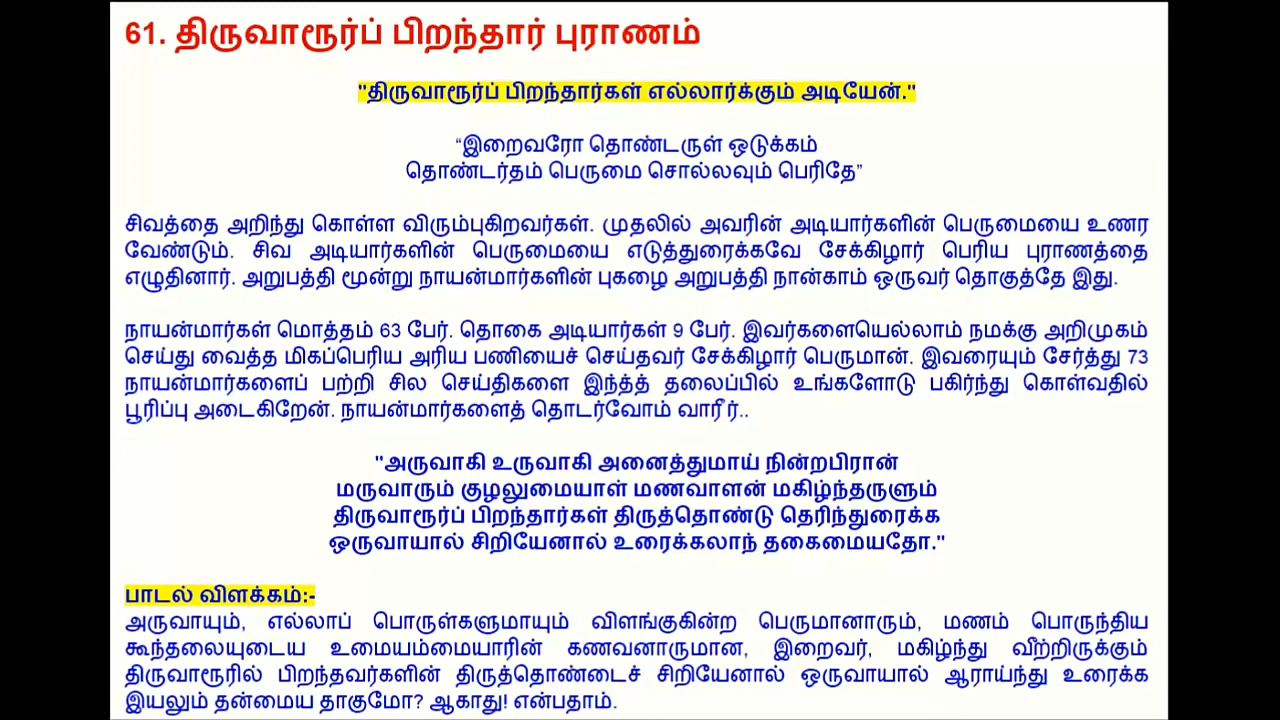 61. திருவாரூர்ப் பிறந்தார் புராணம்
"திருவாரூர்ப் பிறந்தார்கள் எல்லார்க்கும் அடியேன்."
“இறைவரோ தொண்டருள் ஒடுக்கம்
தொண்டர்தம் பெருமை சொல்லவும் பெரிதே”
சிவத்தை அறிந்து கொள்ள விரும்புகிறவர்கள். முதலில் அவரின் அடியார்களின் பெருமையை உணர
வேண்டும். சிவ அடியார்களின் பெருமையை எடுத்துரைக்கவே சேக்கிழார் பெரிய புராணத்தை
எழுதினார். அறுபத்தி மூன்று நாயன்மார்களின் புகழை அறுபத்தி நான்காம் ஒருவர் தொகுத்தே இது.
நாயன்மார்கள் மொத்தம் 63 பேர். தொகை அடியார்கள் 9 பேர். இவர்களையெல்லாம் நமக்கு அறிமுகம்
செய்து வைத்த மிகப்பெரிய அரிய பணியைச் செய்தவர் சேக்கிழார் பெருமான். இவரையும் சேர்த்து 73
நாயன்மார்களைப் பற்றி சில செய்திகளை இந்த்த் தலைப்பில் உங்களோடு பகிர்ந்து கொள்வதில்
பூரிப்பு அடைகிறேன். நாயன்மார்களைத் தொடர்வோம் வாரீர்..
"அருவாகி உருவாகி அனைத்துமாய் நின்றபிரான்
மருவாரும் குழலுமையாள் மணவாளன் மகிழ்ந்தருளும்
திருவாரூர்ப் பிறந்தார்கள் திருத்தொண்டு தெரிந்துரைக்க
ஒருவாயால் சிறியேனால் உரைக்கலாந் தகைமையதோ."
பாடல் விளக்கம்:-
அருவாயும், எல்லாப் பொருள்களுமாயும் விளங்குகின்ற பெருமானாரும், மணம் பொருந்திய
கூந்தலையுடைய உமையம்மையாரின் கணவனாருமான, இறைவர், மகிழ்ந்து வீற்றிருக்கும்
திருவாரூரில் பிறந்தவர்களின் திருத்தொண்டைச் சிறியேனால் ஒருவாயால் ஆராய்ந்து உரைக்க
இயலும் தன்மைய தாகுமோ? ஆகாது! என்பதாம்.